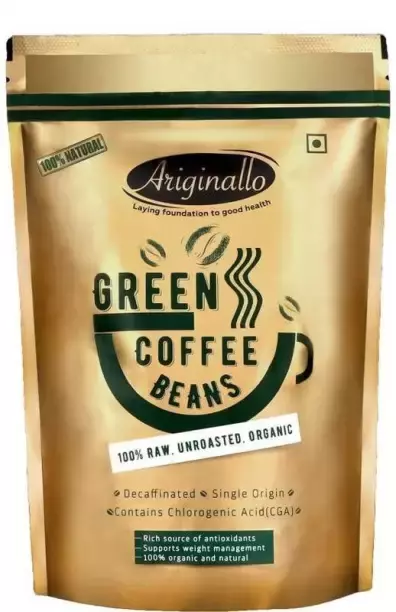 100% NATURAL
Ariginallo
Laying foundation to good health
GREEN
COFFEE
BEANS
100% RAW. UNROASTED. ORGANIC
Decaffinated Single Origin
Contains Chlorogenic Acid(CGA)
Rich source of antioxidants
Supports weight management
100% organic and natural